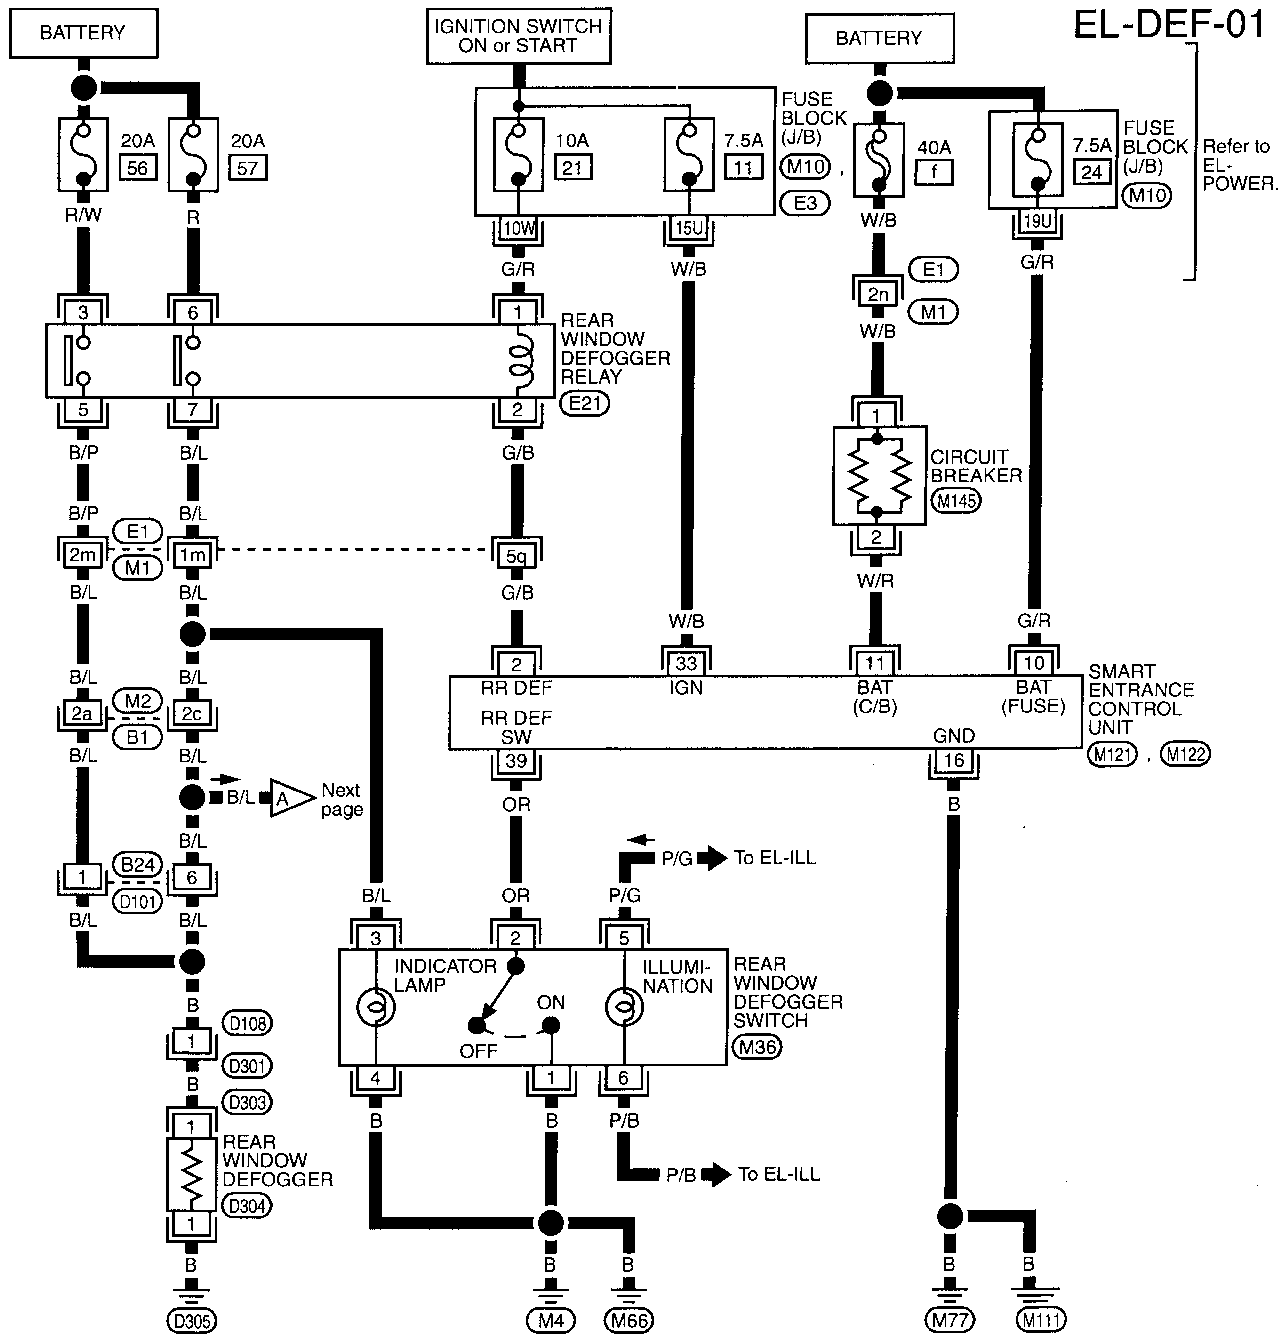 EL-DEF-01
BATTERY
IGNITION SWITCH
ON or START
BATTERY
20A
56
20A
57
10A
21
7.5A
11
FUSE
BLOCK
(J/B)
M10 ,
E3
40A
f
7.5A
24
FUSE
BLOCK
(J/B)
M10
Refer to
EL-
POWER.
R/W
R
10W
15U
W/B
19U
G/R
W/B
G/R
E1
2n
M1
W/B
3
6
1
REAR
WINDOW
DEFOGGER
RELAY
E21
5
7
2
B/P
B/L
G/B
1
CIRCUIT
BREAKER
M145
2
W/R
B/P
B/L
E1
2m
1m
M1
5q
B/L
B/L
G/B
W/B
G/R
B/L
B/L
2
33
11
10
RR DEF
IGN
BAT
(C/B)
BAT
(FUSE)
SMART
ENTRANCE
CONTROL
UNIT
M121 , M122
RR DEF
SW
GND
39
16
M2
2a
2c
B1
B/L
B/L
B/L
A
Next
page
OR
B
B/L
B24
1
6
D101
B/L
B/L
P/G
To EL-ILL
B/L
OR
P/G
3
2
5
INDICATOR
LAMP
ILLUMI-
NATION
ON
OFF
REAR
WINDOW
DEFOGGER
SWITCH
M36
4
1
6
B
B
P/B
P/B
To EL-ILL
B
D108
1
D301
B
D303
1
REAR
WINDOW
DEFOGGER
D304
1
B
D305
B
B
M4
M66
B
B
M77
M111